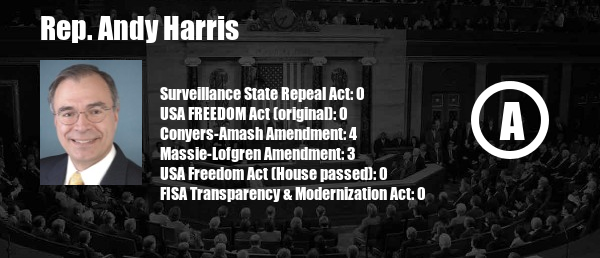 Rep. Andy Harris
Surveillance State Repeal Act: 0
USA FREEDOM Act (original): 0
Conyers-Amash Amendment: 4
Massie-Lofgren Amendment: 3
USA Freedom Act (House passed): 0
FISA Transparency & Modernization Act: 0
A